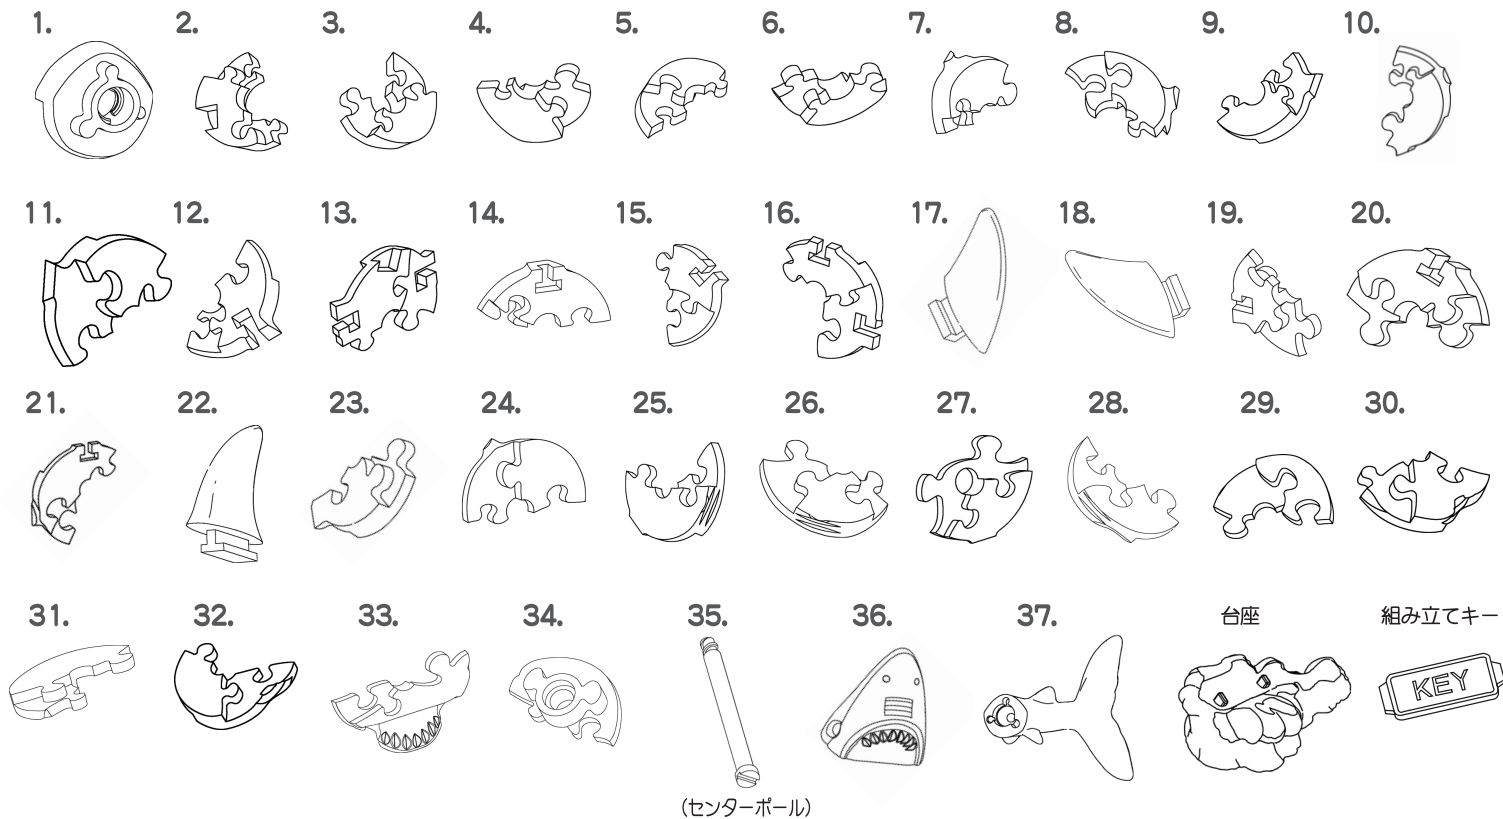 1. 2. 3. 4. 5. 6. 7. 8. 9. 10.
11. 12. 13. 14. 15. 16. 17. 18. 19. 20.
21. 22. 23. 24. 25. 26. 27. 28. 29. 30.
31. 32. 33. 34. 35. 36. 37. 台座 組み立てキー
KEY
(センターポール)